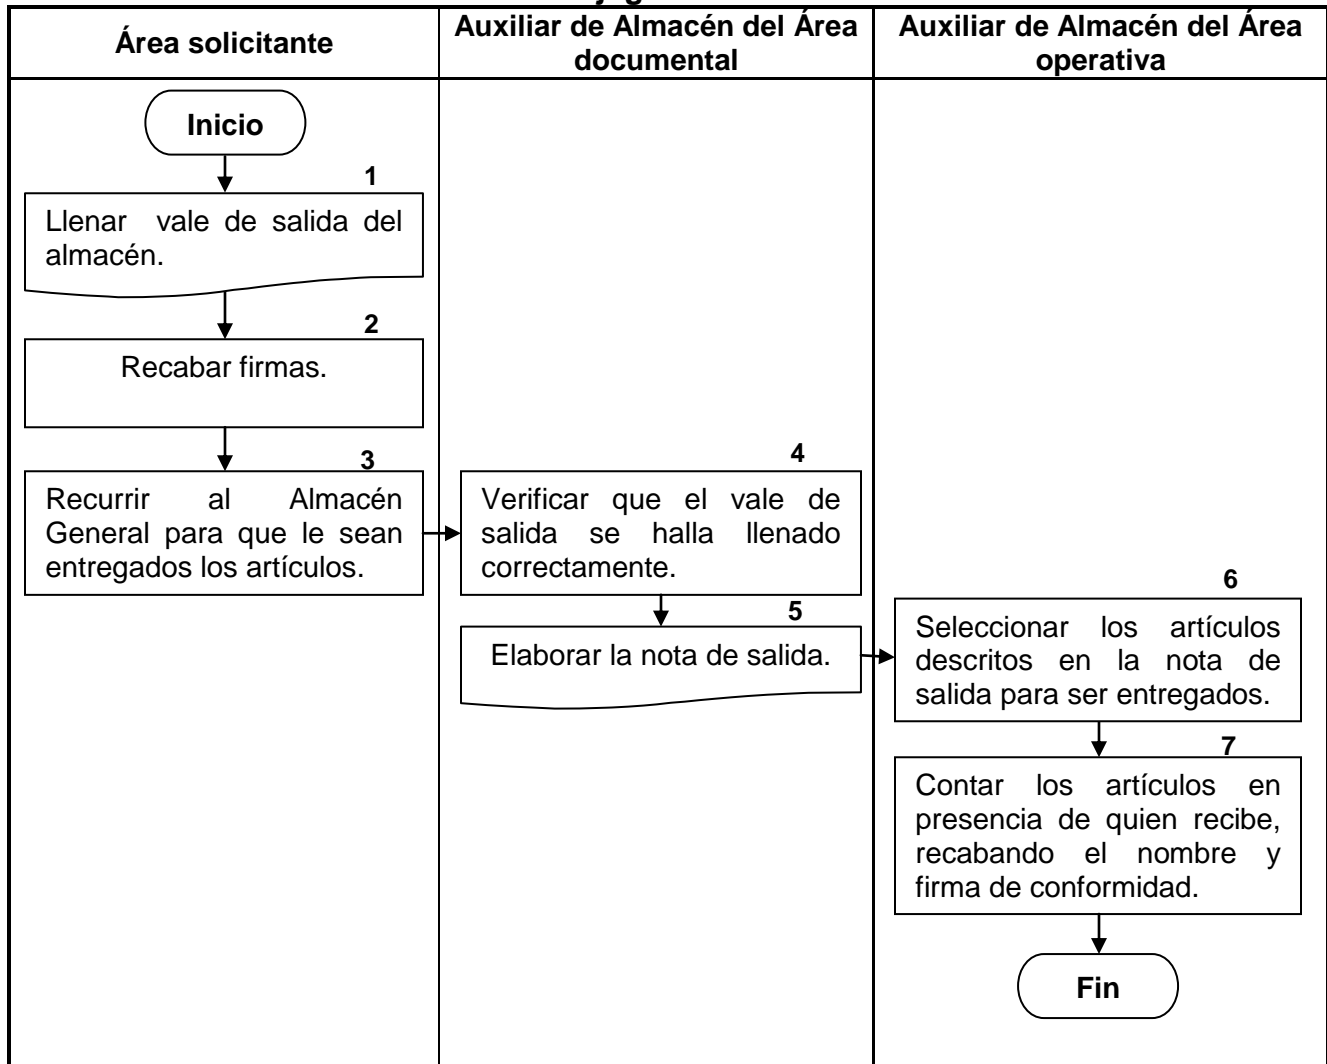 Área solicitante
Auxiliar de Almacén del Área
documental
Auxiliar de Almacén del Área
operativa
Inicio
1
Llenar vale de salida del
almacén.
2
Recabar firmas.
3
Recurrir al Almacén
General para que le sean
entregados los artículos.
4
Verificar que el vale de
salida se halla llenado
correctamente.
5
Elaborar la nota de salida.
6
Seleccionar los artículos
descritos en la nota de
salida para ser entregados.
7
Contar los artículos en
presencia de quien recibe,
recabando el nombre y
firma de conformidad.
Fin